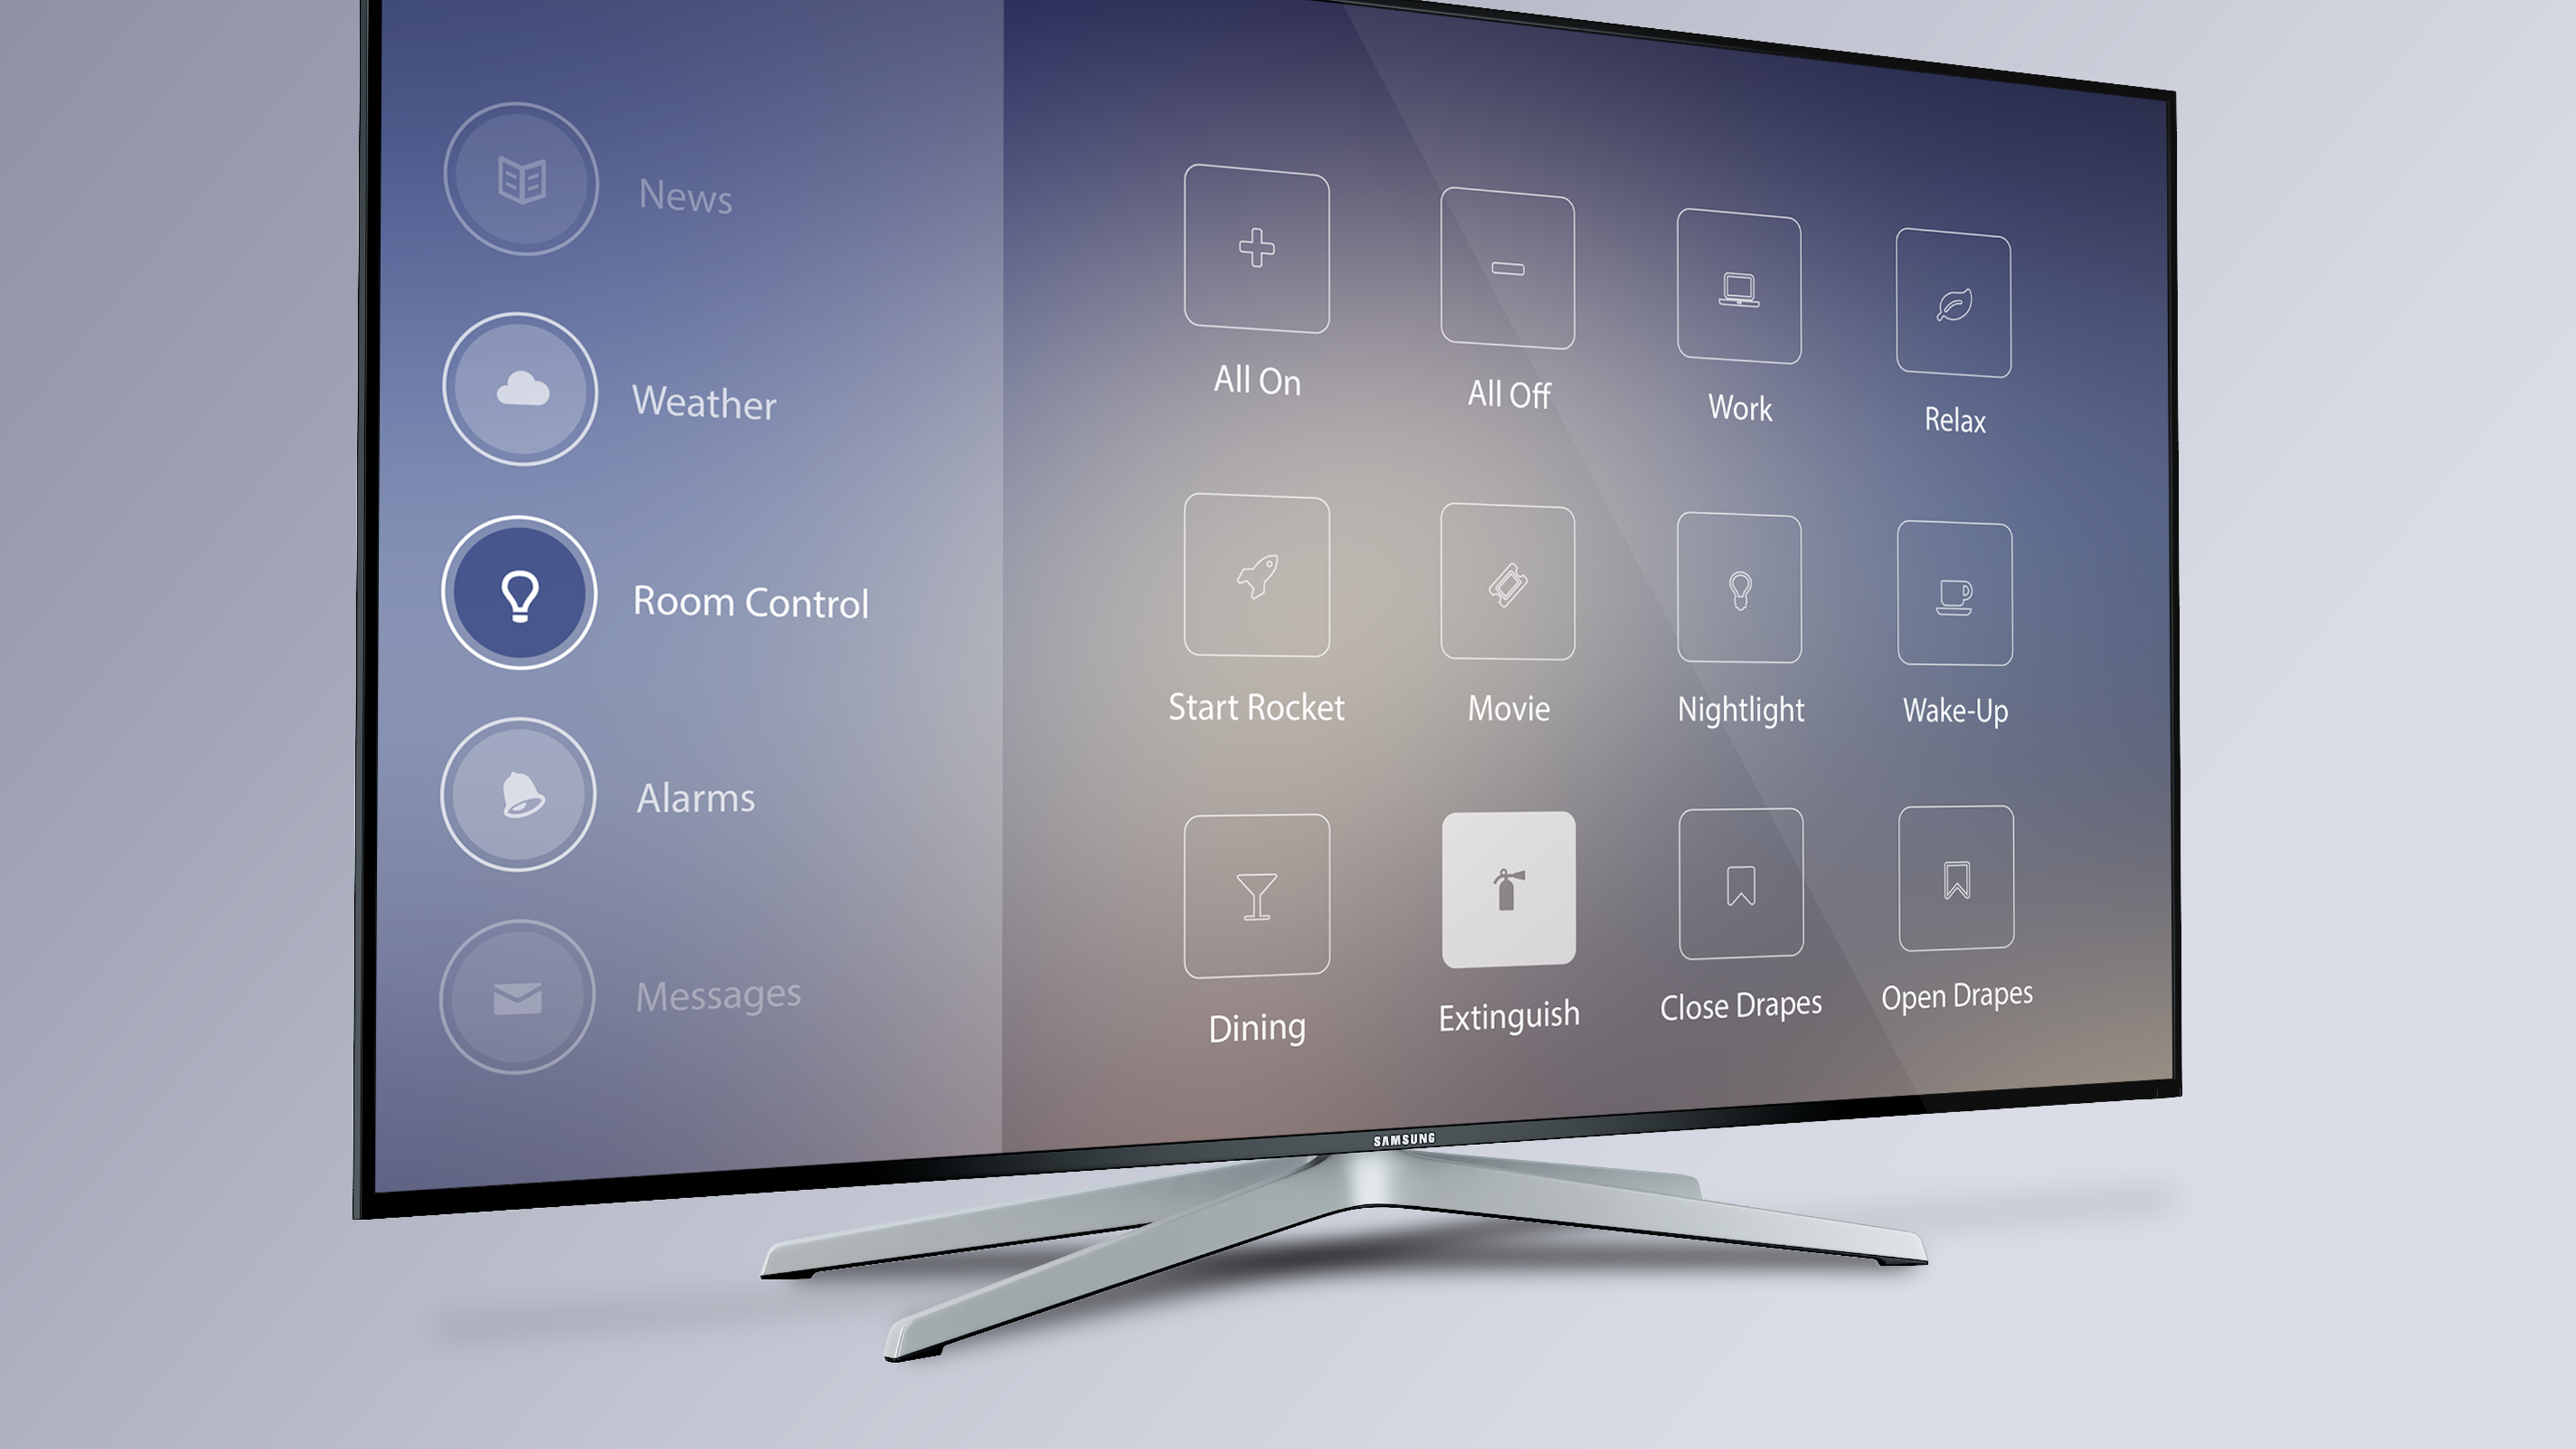 News
Weather
Room Control
Alarms
Messages
All On
All Off
Work
Relax
Start Rocket
Movie
Nightlight
Wake-Up
Dining
Extinguish
Close Drapes
Open Drapes
SAMSUNG